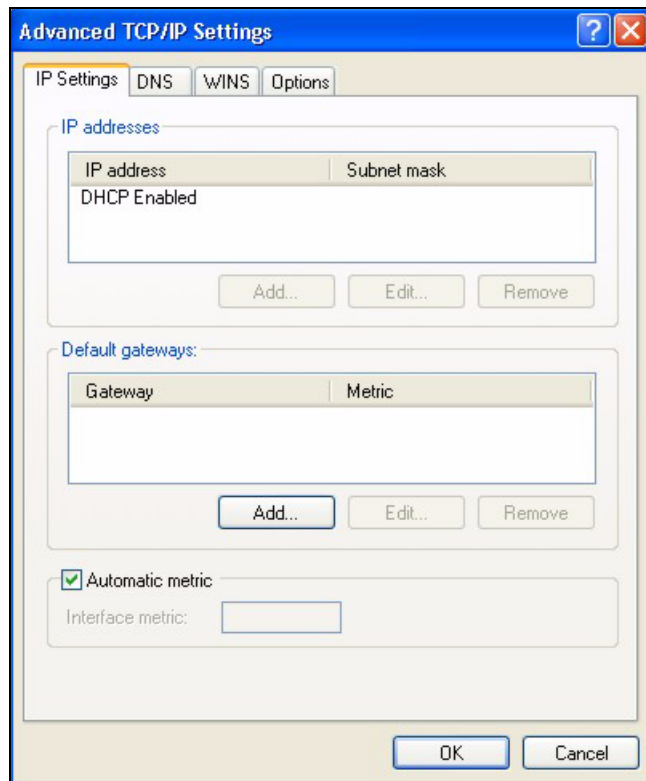 Advanced TCP/IP Settings
IP Settings DNS WINS Options
IP addresses
IP address Subnet mask
DHCP Enabled
Add... Edit... Remove
Default gateways:
Gateway Metric
Add... Edit... Remove
Automatic metric
Interface metric:
OK Cancel